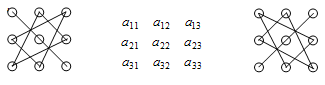 a₁₁ a₁₂ a₁₃
a₂₁ a₂₂ a₂₃
a₃₁ a₃₂ a₃₃